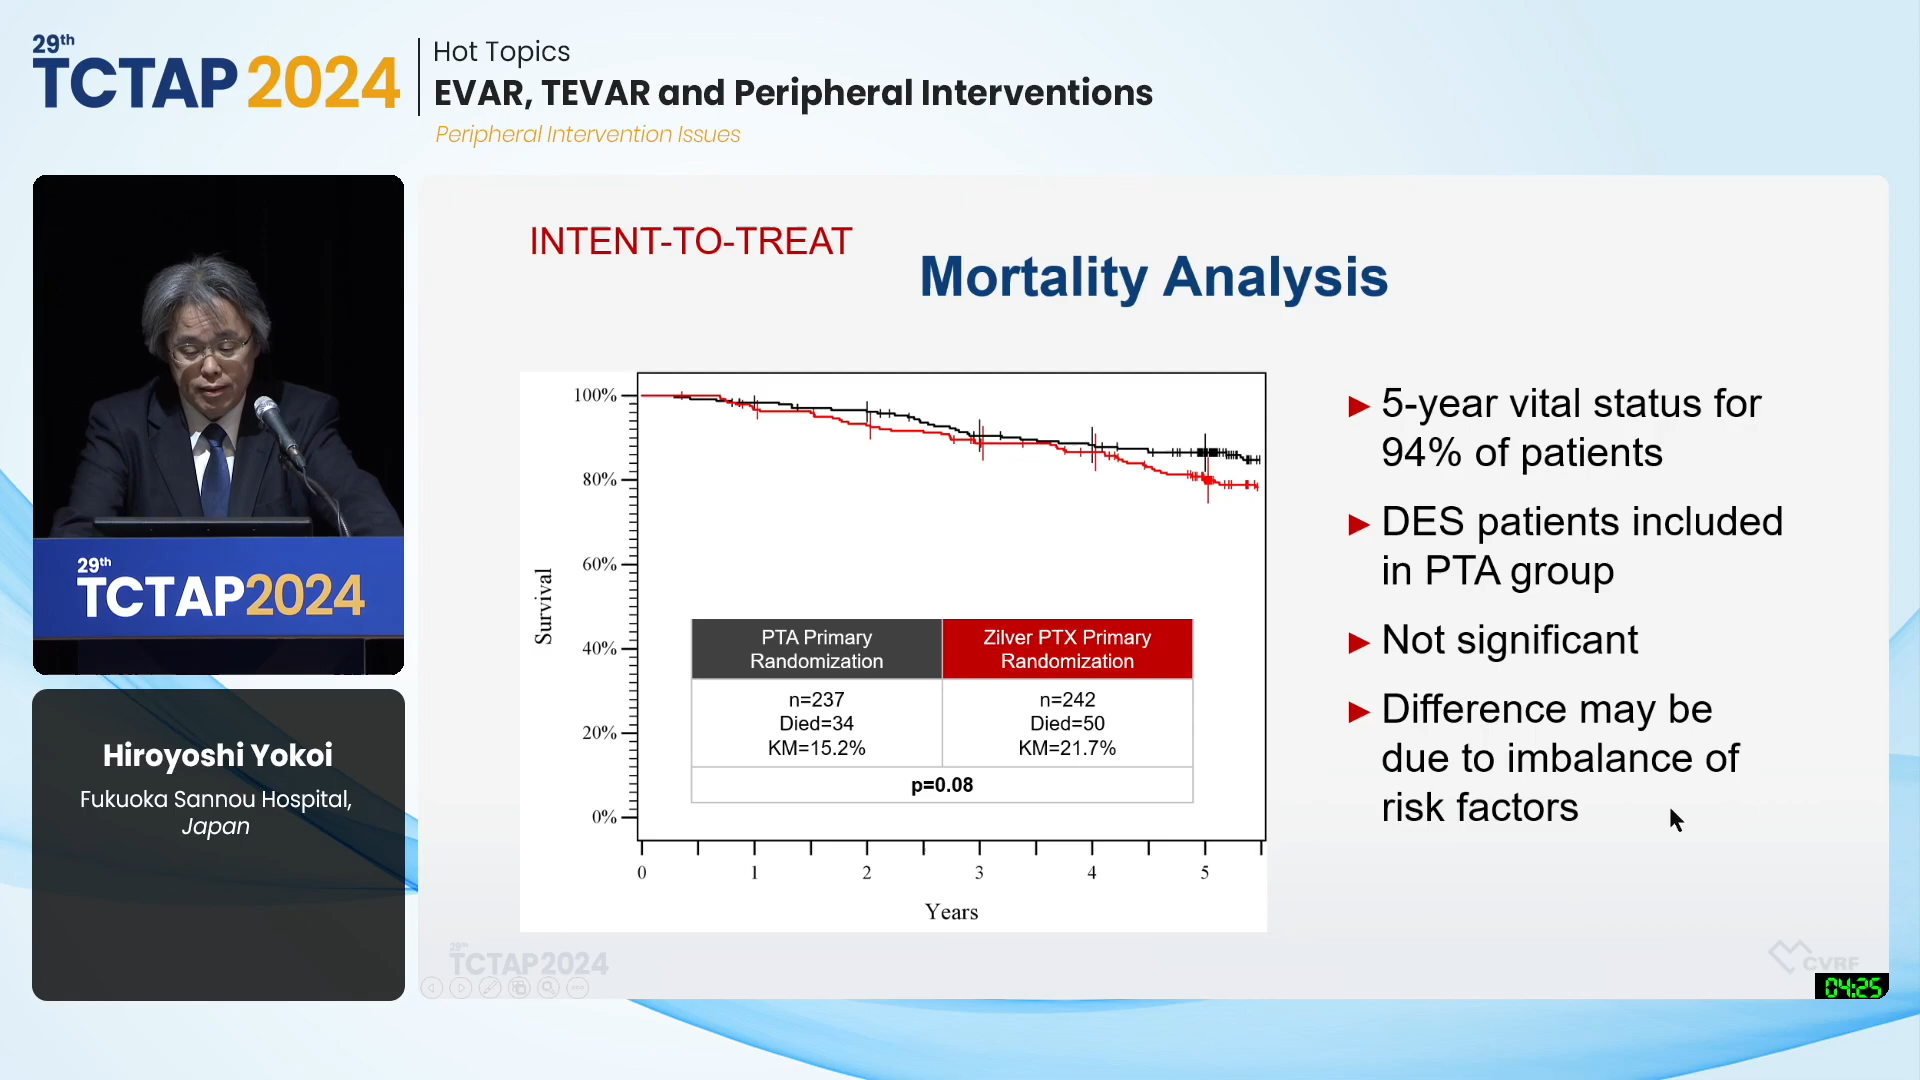 29th
TCTAP 2024
Hot Topics
EVAR, TEVAR and Peripheral Interventions
Peripheral Intervention Issues
29th
TCTAP2024
Hiroyoshi Yokoi
Fukuoka Sannou Hospital,
Japan
INTENT-TO-TREAT
Mortality Analysis
100%
80%
60%
40%
20%
0%
Survival
0 1 2 3 4 5
Years
PTA Primary
Randomization
Zilver PTX Primary
Randomization
n=237
Died=34
KM=15.2%
n=242
Died=50
KM=21.7%
p=0.08
► 5-year vital status for
94% of patients
► DES patients included
in PTA group
► Not significant
► Difference may be
due to imbalance of
risk factors
29th
TCTAP2024
CVRF
04:25